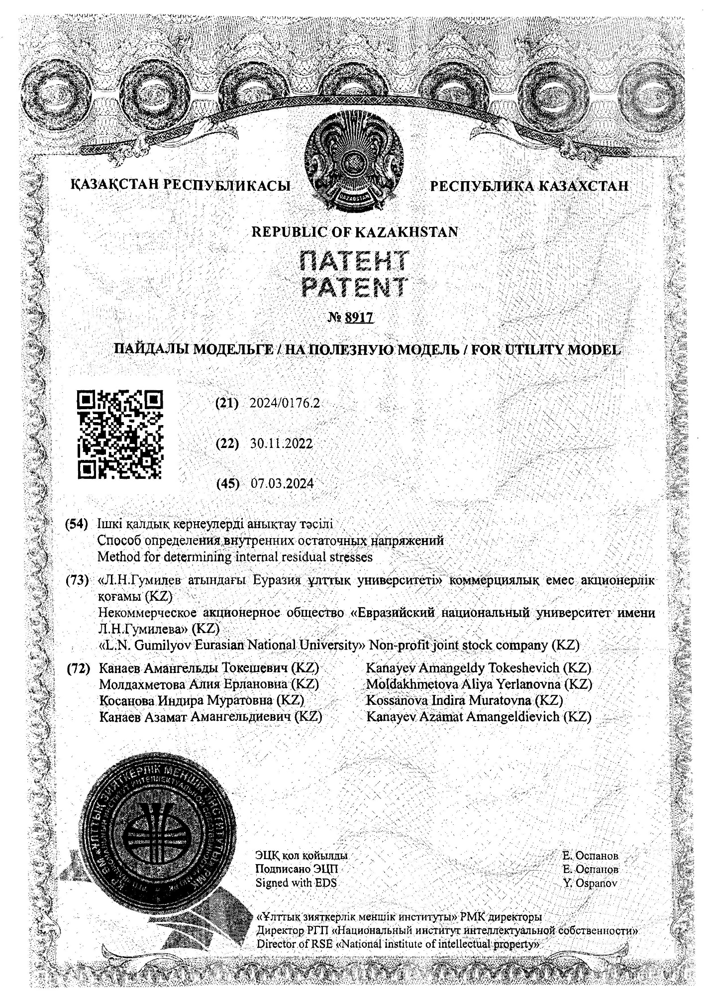 ҚАЗАҚСТАН РЕСПУБЛИКАСЫ
РЕСПУБЛИКА КАЗАХСТАН
QAZAQSTAN
REPUBLIC OF KAZAKHSTAN
ПАТЕНТ
PATENT
№ 8917
ПАЙДАЛЫ МОДЕЛЬГЕ / НА ПОЛЕЗНУЮ МОДЕЛЬ / FOR UTILITY MODEL
(21) 2024/0176.2
(22) 30.11.2022
(45) 07.03.2024
(54) Ішкі қалдық кернеулерді анықтау тәсілі
Способ определения внутренних остаточных напряжений
Method for determining internal residual stresses
(73) «Л.Н.Гумилев атындағы Еуразия ұлттық университеті» коммерциялық емес акционерлік
қоғамы (KZ)
Некоммерческое акционерное общество «Евразийский национальный университет имени
Л.Н.Гумилева» (KZ)
«L.N. Gumilyov Eurasian National University» Non-profit joint stock company (KZ)
(72) Канаев Амангельды Токешевич (KZ) Kanayev Amangeldy Tokeshevich (KZ)
Молдахметова Алия Ерлановна (KZ) Moldakhmetova Aliya Yerlanovna (KZ)
Косанова Индира Муратовна (KZ) Kossanova Indira Muratovna (KZ)
Канаев Азамат Амангельдиевич (KZ) Kanayev Azamat Amangeldievich (KZ)
ҰЛТТЫҚ ЗИЯТКЕРЛІК МЕНШІК ИНСТИТУТЫ
ЭЦҚ қол қойылды Е. Оспанов
Подписано ЭЦП Е. Оспанов
Signed with EDS Y. Ospanov
«Ұлттық зияткерлік меншік институты» РМК директоры
Директор РГП «Национальный институт интеллектуальной собственности»
Director of RSE «National institute of intellectual property»